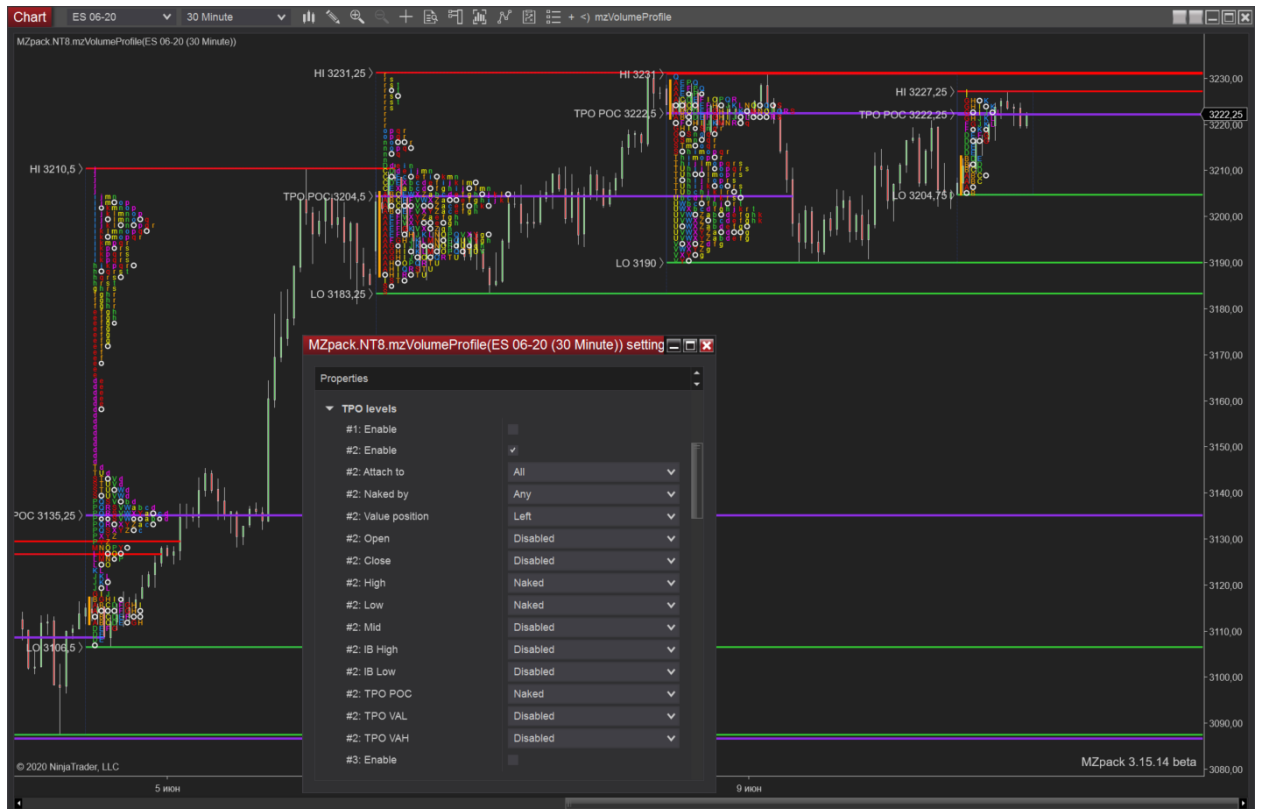 Chart ES 06-20 30 Minute + <) mzVolumeProfile
MZpack.NT8.mzVolumeProfile(ES 06-20 (30 Minute))
HI 3231,25 〉
HI 3231 〉
3230,00
HI 3227,25 〉
TPO POC 3222,5 〉
TPO POC 3222,25 〉
3222,25
3220,00
HI 3210,5 〉
3210,00
TPO POC 3204,5 〉
LO 3204,75 〉
3200,00
LO 3190 〉
3190,00
LO 3183,25 〉
3180,00
MZpack.NT8.mzVolumeProfile(ES 06-20 (30 Minute)) setting
3170,00
Properties
TPO levels
3160,00
#1: Enable
#2: Enable
3150,00
#2: Attach to All
#2: Naked by Any
3140,00
#2: Value position Left
POC 3135,25 〉
#2: Open Disabled
3130,00
#2: Close Disabled
#2: High Naked
3120,00
#2: Low Naked
#2: Mid Disabled
3110,00
#2: IB High Disabled
LO 3106,5 〉
#2: IB Low Disabled
3100,00
#2: TPO POC Naked
#2: TPO VAL Disabled
3090,00
#2: TPO VAH Disabled
#3: Enable
© 2020 NinjaTrader, LLC
MZpack 3.15.14 beta
3080,00
5 июн
9 июн